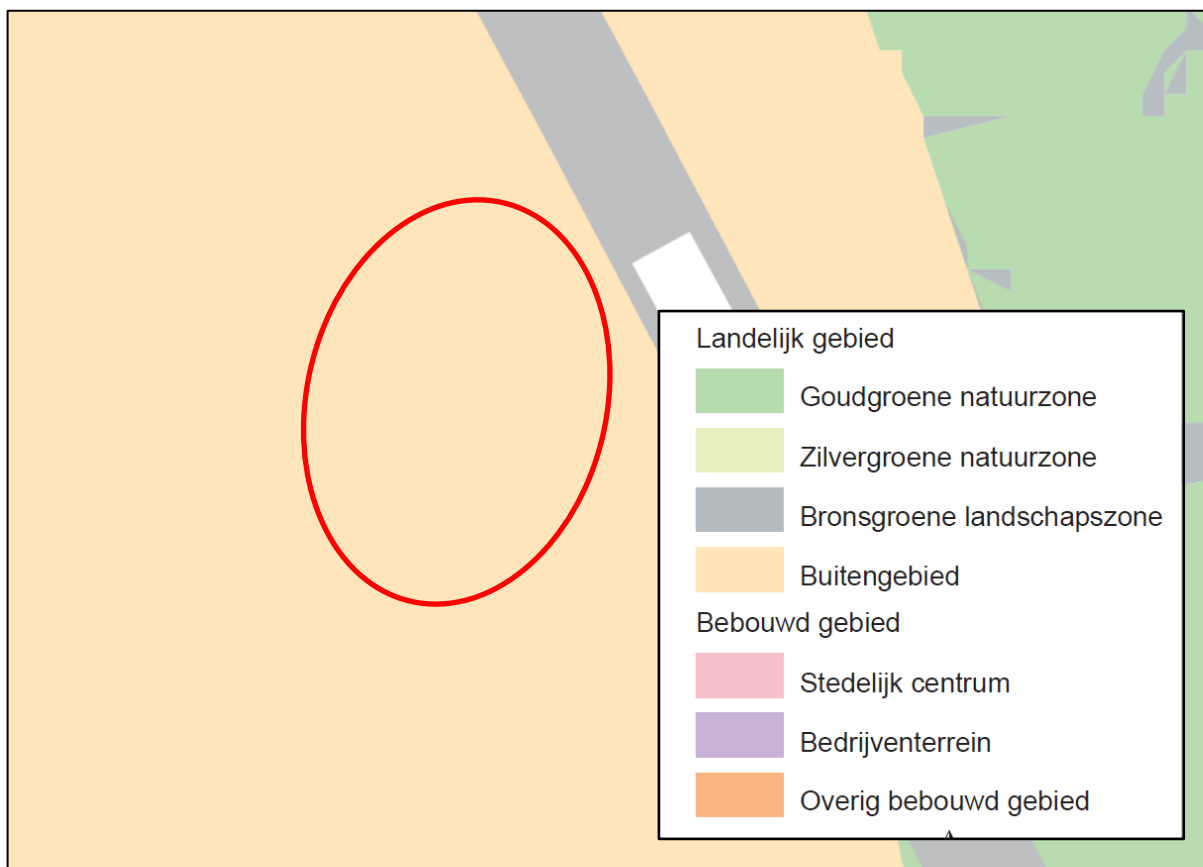 Landelijk gebied
Goudgroene natuurzone
Zilvergroene natuurzone
Bronsgroene landschapszone
Buitengebied
Bebouwd gebied
Stedelijk centrum
Bedrijventerrein
Overig bebouwd gebied